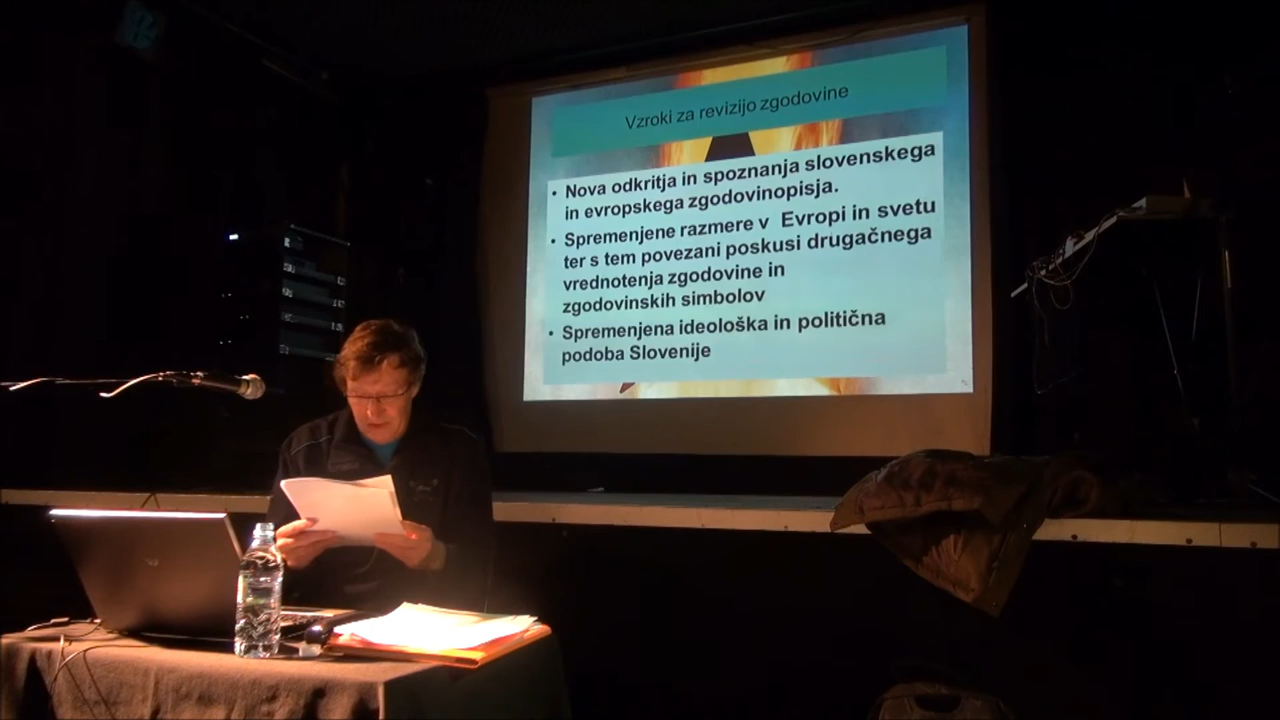 Vzroki za revizijo zgodovine
• Nova odkritja in spoznanja slovenskega
in evropskega zgodovinopisja.
• Spremenjene razmere v Evropi in svetu
ter s tem povezani poskusi drugačnega
vrednotenja zgodovine in
zgodovinskih simbolov
• Spremenjena ideološka in politična
podoba Slovenije